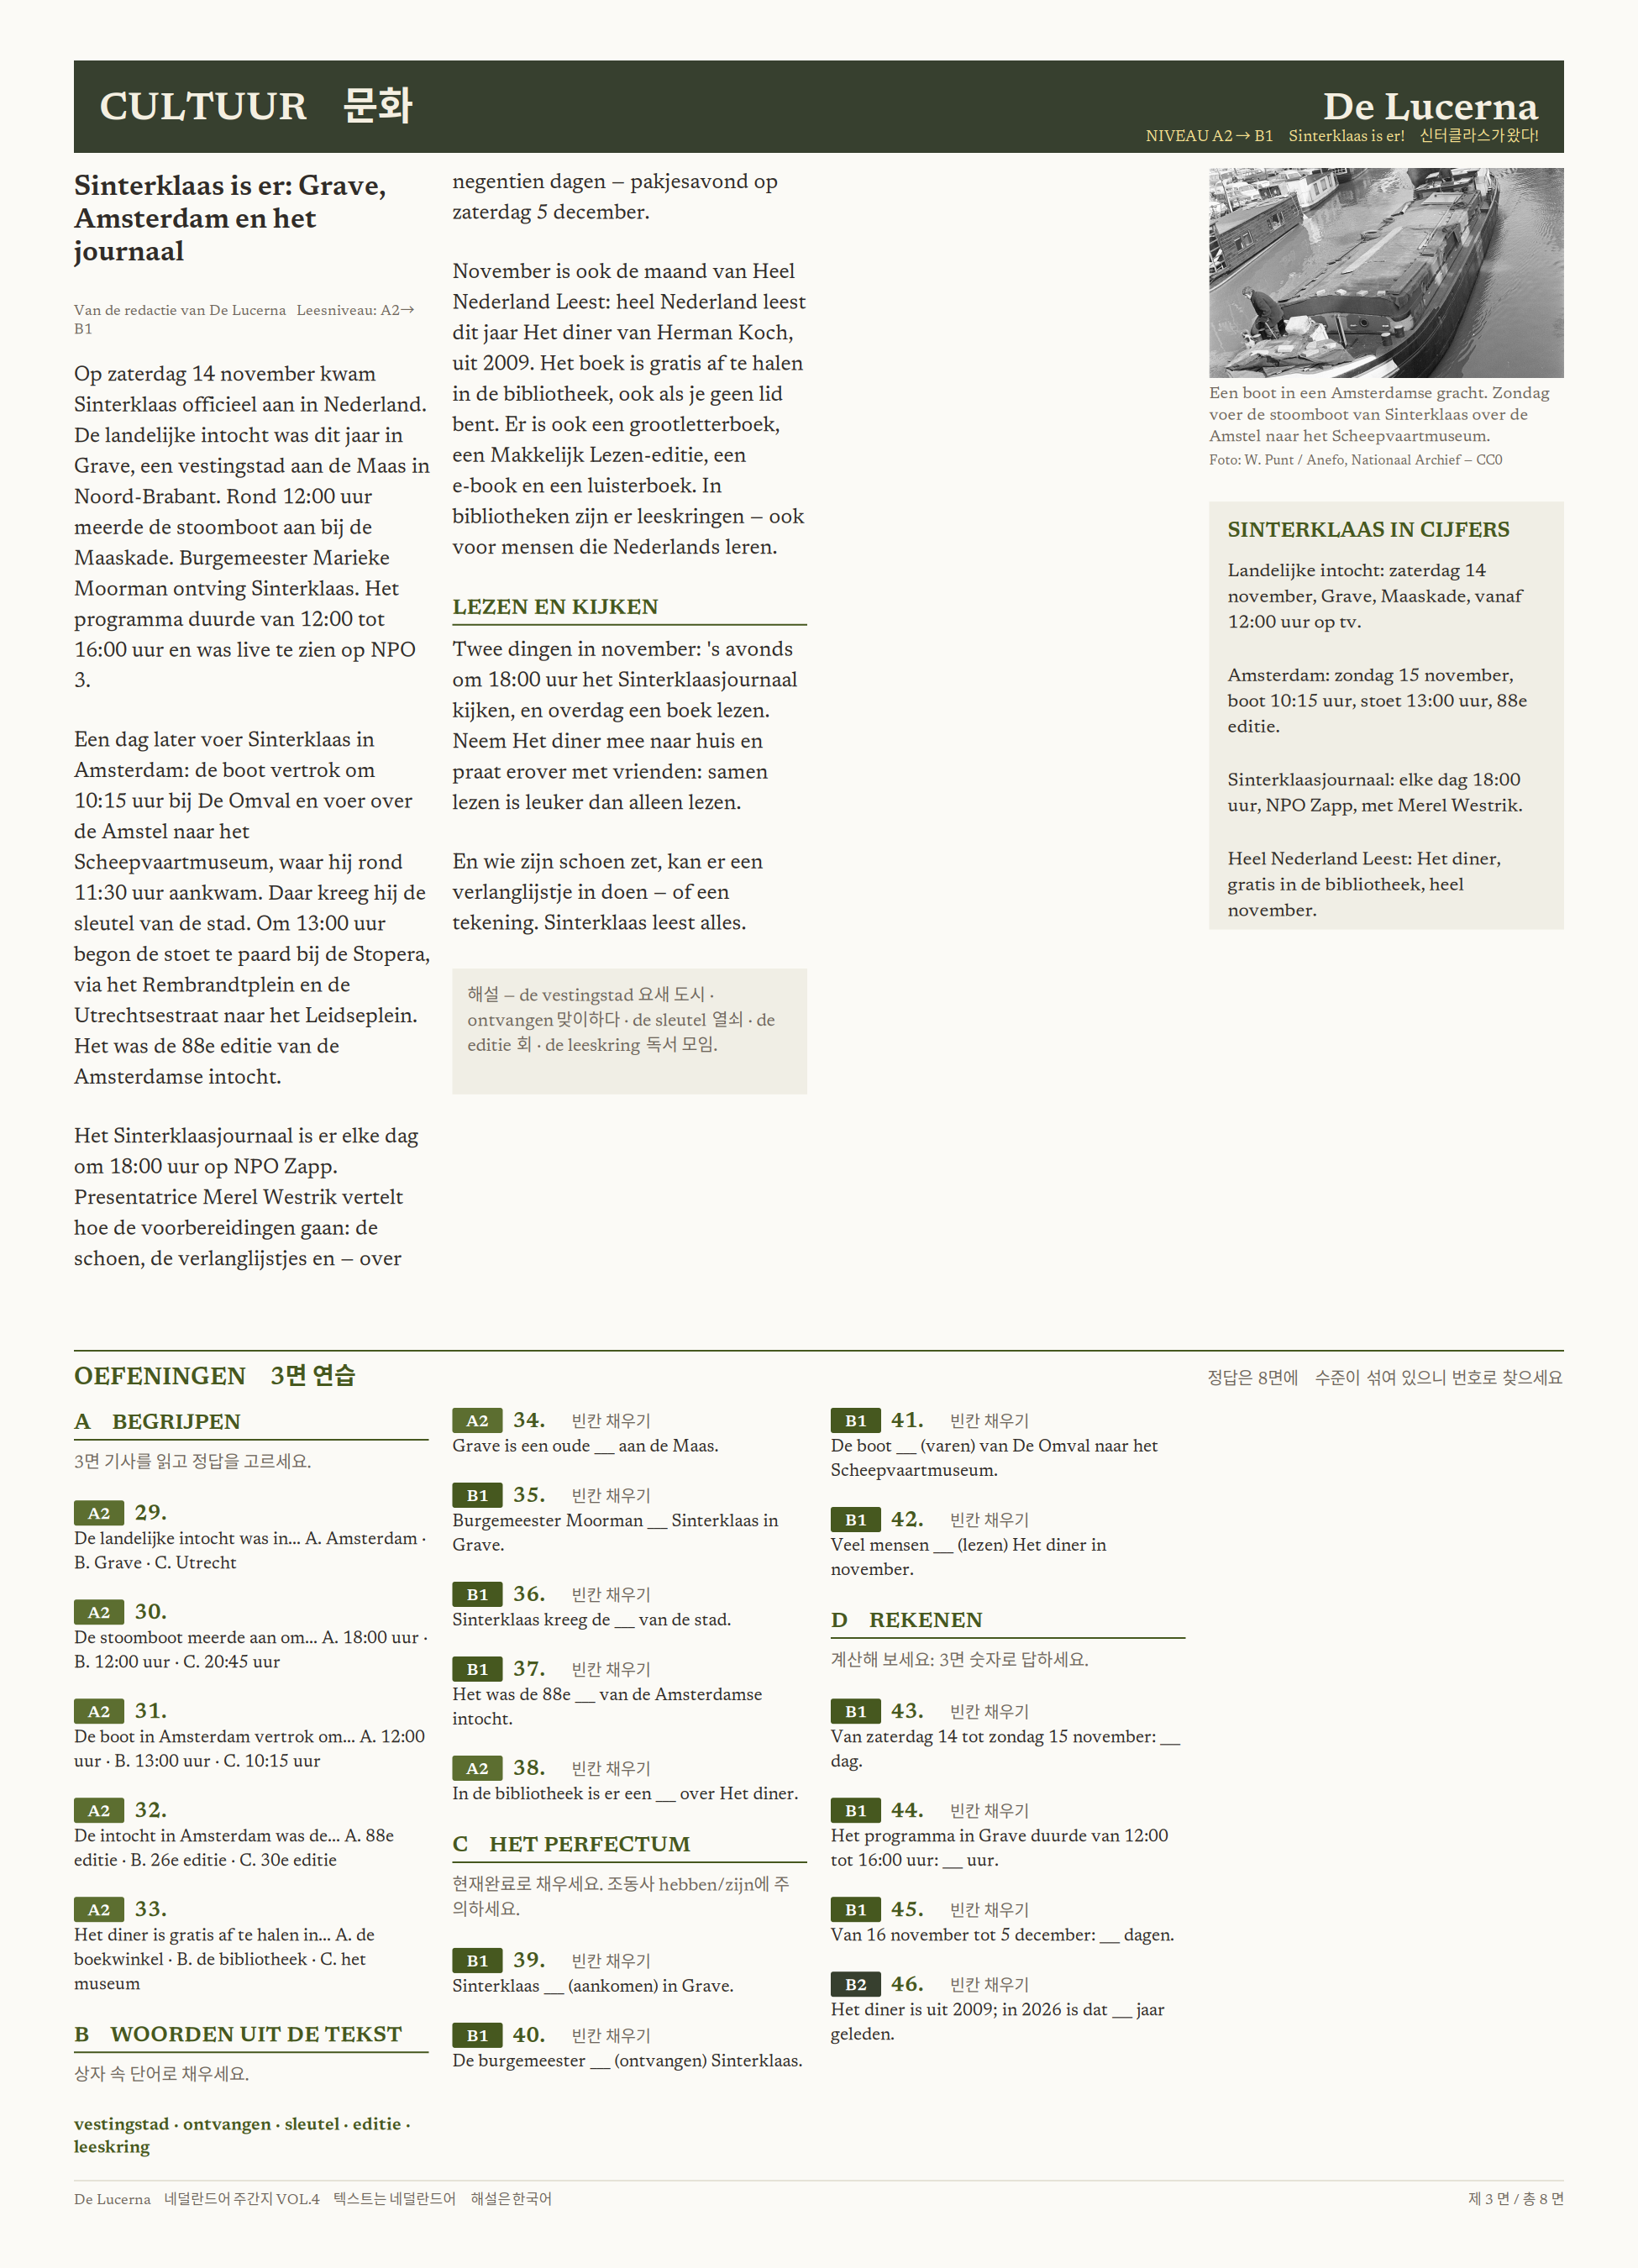 CULTUUR 문화
De Lucerna
NIVEAU A2→ B1 Sinterklaas is er! 신터클라스가 왔다!
Sinterklaas is er: Grave,
Amsterdam en het
journaal
Van de redactie van De Lucerna Leesniveau: A2→
B1
Op zaterdag 14 november kwam
Sinterklaas officieel aan in Nederland.
De landelijke intocht was dit jaar in
Grave, een vestingstad aan de Maas in
Noord-Brabant. Rond 12:00 uur
meerde de stoomboot aan bij de
Maaskade. Burgemeester Marieke
Moorman ontving Sinterklaas. Het
programma duurde van 12:00 tot
16:00 uur en was live te zien op NPO
3.
Een dag later voer Sinterklaas in
Amsterdam: de boot vertrok om
10:15 uur bij De Omval en voer over
de Amstel naar het
Scheepvaartmuseum, waar hij rond
11:30 uur aankwam. Daar kreeg hij de
sleutel van de stad. Om 13:00 uur
begon de stoet te paard bij de Stopera,
via het Rembrandtplein en de
Utrechtsestraat naar het Leidseplein.
Het was de 88e editie van de
Amsterdamse intocht.
Het Sinterklaasjournaal is er elke dag
om 18:00 uur op NPO Zapp.
Presentatrice Merel Westrik vertelt
hoe de voorbereidingen gaan: de
schoen, de verlanglijstjes en – over
negentien dagen – pakjesavond op
zaterdag 5 december.
November is ook de maand van Heel
Nederland Leest: heel Nederland leest
dit jaar Het diner van Herman Koch,
uit 2009. Het boek is gratis af te halen
in de bibliotheek, ook als je geen lid
bent. Er is ook een grootletterboek,
een Makkelijk Lezen-editie, een
e-book en een luisterboek. In
bibliotheken zijn er leeskringen – ook
voor mensen die Nederlands leren.
LEZEN EN KIJKEN
Twee dingen in november: 's avonds
om 18:00 uur het Sinterklaasjournaal
kijken, en overdag een boek lezen.
Neem Het diner mee naar huis en
praat erover met vrienden: samen
lezen is leuker dan alleen lezen.
En wie zijn schoen zet, kan er een
verlanglijstje in doen – of een
tekening. Sinterklaas leest alles.
해설 – de vestingstad 요새 도시 ·
ontvangen 맞이하다 · de sleutel 열쇠 · de
editie 회 · de leeskring 독서 모임.
Een boot in een Amsterdamse gracht. Zondag
voer de stoomboot van Sinterklaas over de
Amstel naar het Scheepvaartmuseum.
Foto: W. Punt / Anefo, Nationaal Archief – CC0
SINTERKLAAS IN CIJFERS
Landelijke intocht: zaterdag 14
november, Grave, Maaskade, vanaf
12:00 uur op tv.
Amsterdam: zondag 15 november,
boot 10:15 uur, stoet 13:00 uur, 88e
editie.
Sinterklaasjournaal: elke dag 18:00
uur, NPO Zapp, met Merel Westrik.
Heel Nederland Leest: Het diner,
gratis in de bibliotheek, heel
november.
OEFENINGEN 3면 연습
정답은 8면에 수준이 섞여 있으니 번호로 찾으세요
A BEGRIJPEN
3면 기사를 읽고 정답을 고르세요.
A2 29.
De landelijke intocht was in... A. Amsterdam ·
B. Grave · C. Utrecht
A2 30.
De stoomboot meerde aan om... A. 18:00 uur ·
B. 12:00 uur · C. 20:45 uur
A2 31.
De boot in Amsterdam vertrok om... A. 12:00
uur · B. 13:00 uur · C. 10:15 uur
A2 32.
De intocht in Amsterdam was de... A. 88e
editie · B. 26e editie · C. 30e editie
A2 33.
Het diner is gratis af te halen in... A. de
boekwinkel · B. de bibliotheek · C. het
museum
B WOORDEN UIT DE TEKST
상자 속 단어로 채우세요.
vestingstad · ontvangen · sleutel · editie ·
leeskring
A2 34. 빈칸 채우기
Grave is een oude __ aan de Maas.
B1 35. 빈칸 채우기
Burgemeester Moorman __ Sinterklaas in
Grave.
B1 36. 빈칸 채우기
Sinterklaas kreeg de __ van de stad.
B1 37. 빈칸 채우기
Het was de 88e __ van de Amsterdamse
intocht.
A2 38. 빈칸 채우기
In de bibliotheek is er een __ over Het diner.
C HET PERFECTUM
현재완료로 채우세요. 조동사 hebben/zijn에 주
의하세요.
B1 39. 빈칸 채우기
Sinterklaas __ (aankomen) in Grave.
B1 40. 빈칸 채우기
De burgemeester __ (ontvangen) Sinterklaas.
B1 41. 빈칸 채우기
De boot __ (varen) van De Omval naar het
Scheepvaartmuseum.
B1 42. 빈칸 채우기
Veel mensen __ (lezen) Het diner in
november.
D REKENEN
계산해 보세요: 3면 숫자로 답하세요.
B1 43. 빈칸 채우기
Van zaterdag 14 tot zondag 15 november: __
dag.
B1 44. 빈칸 채우기
Het programma in Grave duurde van 12:00
tot 16:00 uur: __ uur.
B1 45. 빈칸 채우기
Van 16 november tot 5 december: __ dagen.
B2 46. 빈칸 채우기
Het diner is uit 2009; in 2026 is dat __ jaar
geleden.
De Lucerna 네덜란드어 주간지 VOL.4 텍스트는 네덜란드어 해설은 한국어
제 3 면 / 총 8 면